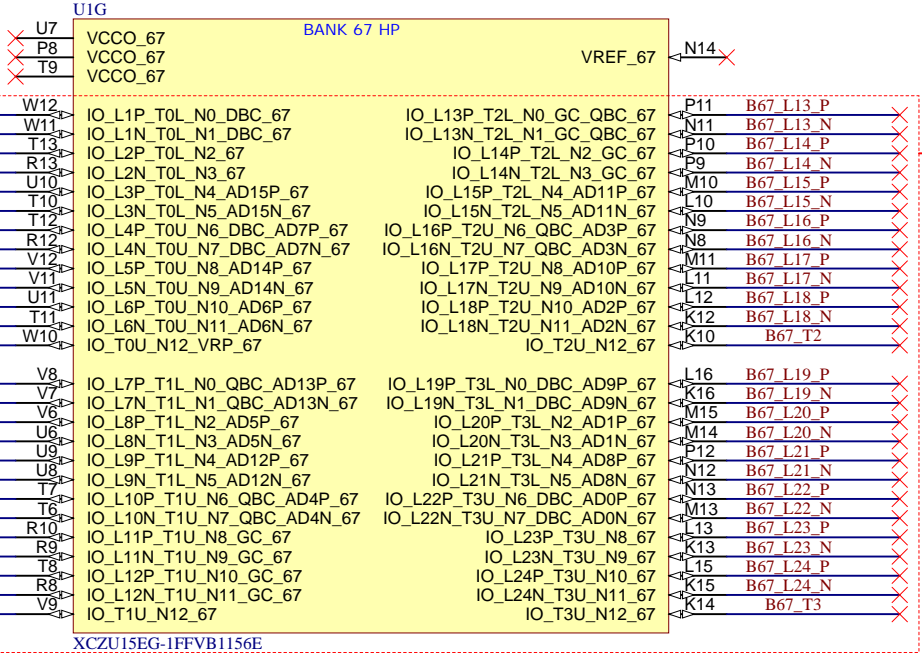 U1G
BANK 67 HP
U7 VCCO_67
P8 VCCO_67 VREF_67 N14
T9 VCCO_67
W12 IO_L1P_T0L_N0_DBC_67 IO_L13P_T2L_N0_GC_QBC_67 P11 B67_L13_P
W11 IO_L1N_T0L_N1_DBC_67 IO_L13N_T2L_N1_GC_QBC_67 N11 B67_L13_N
T13 IO_L2P_T0L_N2_67 IO_L14P_T2L_N2_GC_67 P10 B67_L14_P
R13 IO_L2N_T0L_N3_67 IO_L14N_T2L_N3_GC_67 P9 B67_L14_N
U10 IO_L3P_T0L_N4_AD15P_67 IO_L15P_T2L_N4_AD11P_67 M10 B67_L15_P
T10 IO_L3N_T0L_N5_AD15N_67 IO_L15N_T2L_N5_AD11N_67 L10 B67_L15_N
T12 IO_L4P_T0U_N6_DBC_AD7P_67 IO_L16P_T2U_N6_QBC_AD3P_67 N9 B67_L16_P
R12 IO_L4N_T0U_N7_DBC_AD7N_67 IO_L16N_T2U_N7_QBC_AD3N_67 N8 B67_L16_N
V12 IO_L5P_T0U_N8_AD14P_67 IO_L17P_T2U_N8_AD10P_67 M11 B67_L17_P
V11 IO_L5N_T0U_N9_AD14N_67 IO_L17N_T2U_N9_AD10N_67 L11 B67_L17_N
U11 IO_L6P_T0U_N10_AD6P_67 IO_L18P_T2U_N10_AD2P_67 L12 B67_L18_P
T11 IO_L6N_T0U_N11_AD6N_67 IO_L18N_T2U_N11_AD2N_67 K12 B67_L18_N
W10 IO_T0U_N12_VRP_67 IO_T2U_N12_67 K10 B67_T2
V8 IO_L7P_T1L_N0_QBC_AD13P_67 IO_L19P_T3L_N0_DBC_AD9P_67 L16 B67_L19_P
V7 IO_L7N_T1L_N1_QBC_AD13N_67 IO_L19N_T3L_N1_DBC_AD9N_67 K16 B67_L19_N
V6 IO_L8P_T1L_N2_AD5P_67 IO_L20P_T3L_N2_AD1P_67 M15 B67_L20_P
U6 IO_L8N_T1L_N3_AD5N_67 IO_L20N_T3L_N3_AD1N_67 M14 B67_L20_N
U9 IO_L9P_T1L_N4_AD12P_67 IO_L21P_T3L_N4_AD8P_67 P12 B67_L21_P
U8 IO_L9N_T1L_N5_AD12N_67 IO_L21N_T3L_N5_AD8N_67 N12 B67_L21_N
T7 IO_L10P_T1U_N6_QBC_AD4P_67 IO_L22P_T3U_N6_DBC_AD0P_67 N13 B67_L22_P
T6 IO_L10N_T1U_N7_QBC_AD4N_67 IO_L22N_T3U_N7_DBC_AD0N_67 M13 B67_L22_N
R10 IO_L11P_T1U_N8_GC_67 IO_L23P_T3U_N8_67 L13 B67_L23_P
R9 IO_L11N_T1U_N9_GC_67 IO_L23N_T3U_N9_67 K13 B67_L23_N
T8 IO_L12P_T1U_N10_GC_67 IO_L24P_T3U_N10_67 L15 B67_L24_P
R8 IO_L12N_T1U_N11_GC_67 IO_L24N_T3U_N11_67 K15 B67_L24_N
V9 IO_T1U_N12_67 IO_T3U_N12_67 K14 B67_T3
XCZU15EG-1FFVB1156E